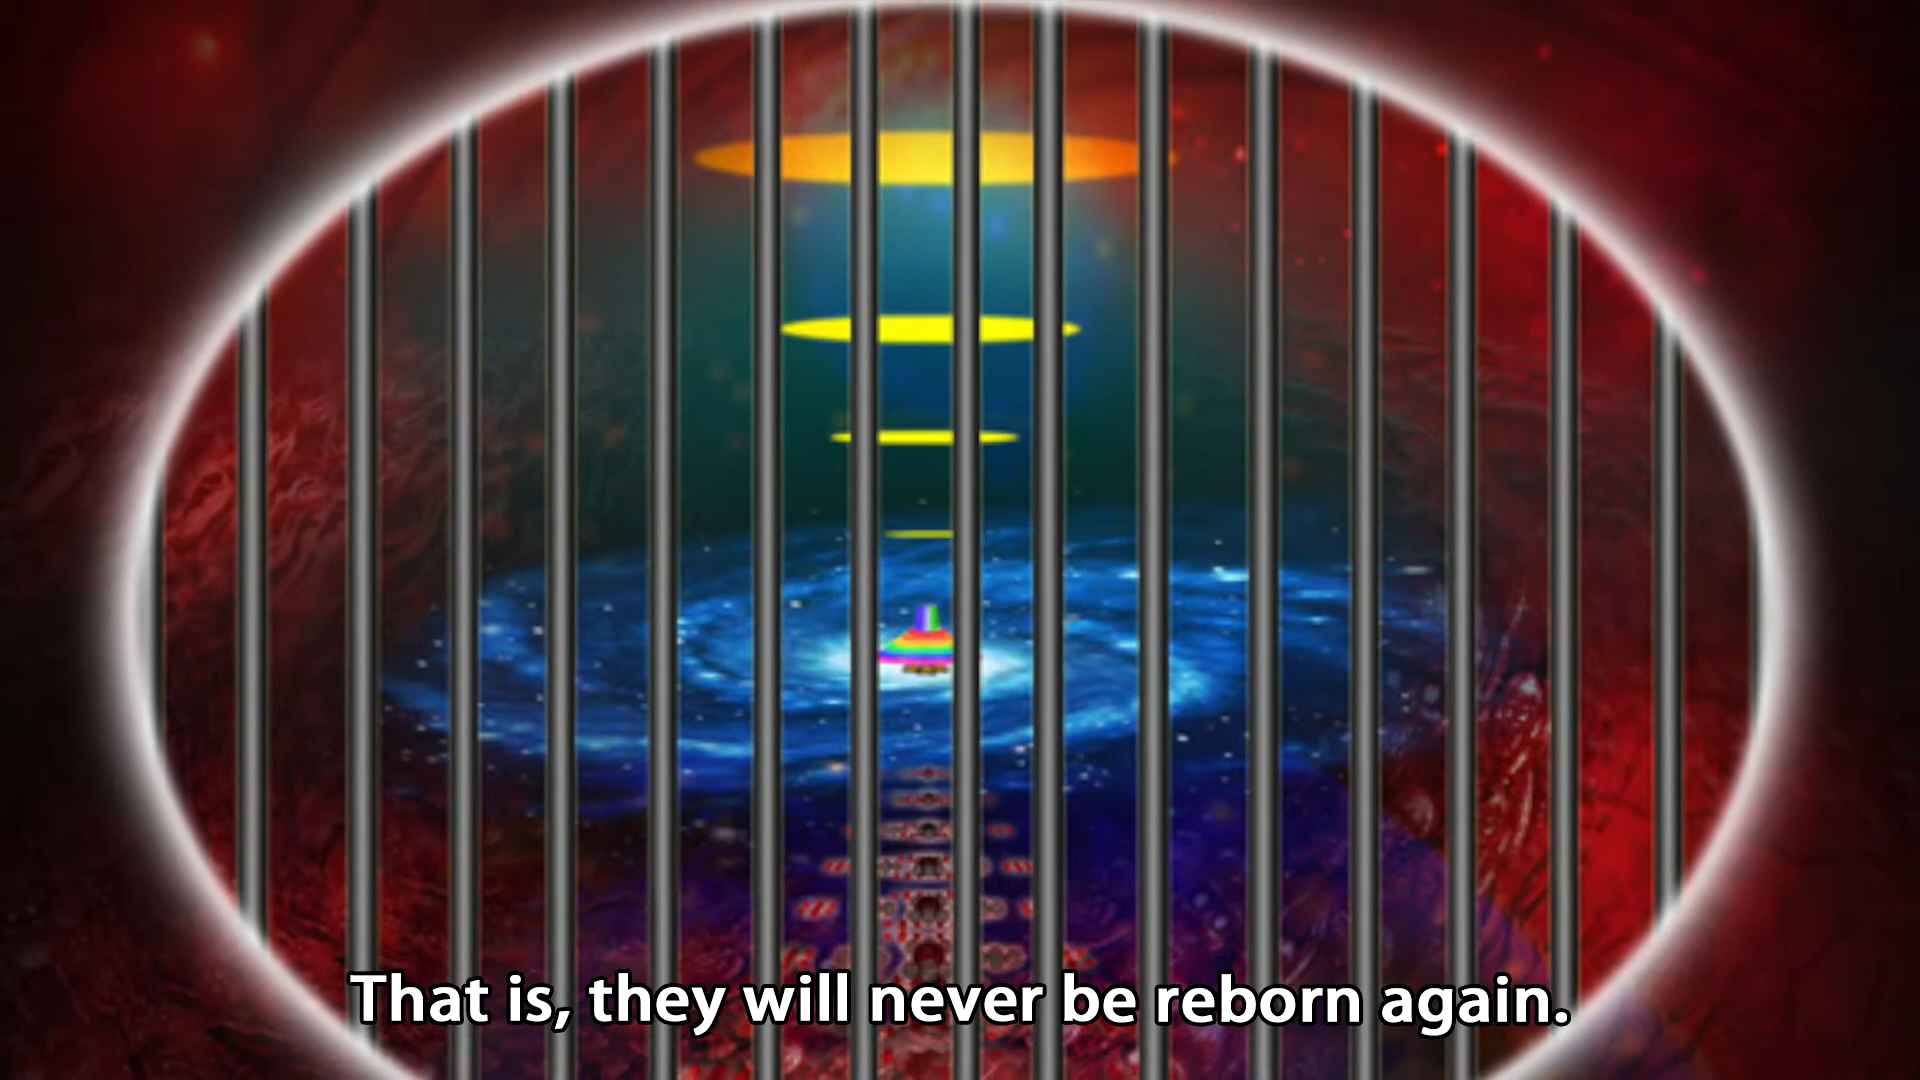 That is, they will never be reborn again.